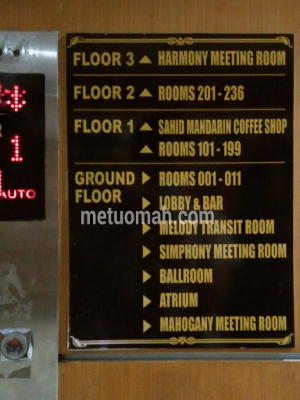 FLOOR 3 ▲ HARMONY MEETING ROOM
FLOOR 2 ▲ ROOMS 201 - 236
FLOOR 1 ▲ SAHID MANDARIN COFFEE SHOP
▲ ROOMS 101 - 199
GROUND FLOOR ▶ ROOMS 001 - 011
▶ LOBBY & BAR
▶ MELODY TRANSIT ROOM
▶ SIMPHONY MEETING ROOM
▶ BALLROOM
▶ ATRIUM
▶ MAHOGANY MEETING ROOM
metuomah.com
1
AUTO